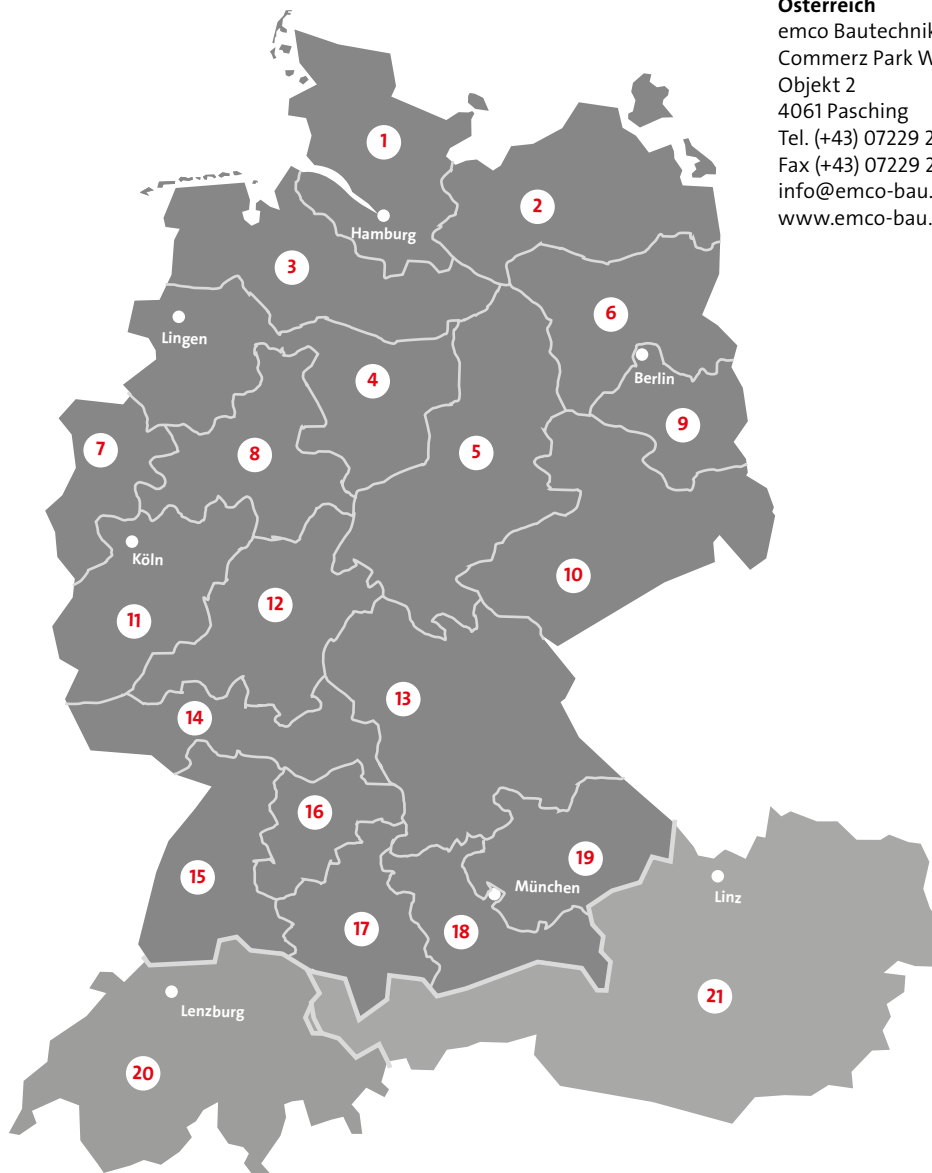 Österreich
emco Bautechnik
Commerz Park W
Objekt 2
4061 Pasching
Tel. (+43) 07229 2
Fax (+43) 07229 2
info@emco-bau.
www.emco-bau.
1
2
Hamburg
3
6
Lingen
4
Berlin
7
8
5
9
Köln
10
12
11
13
14
16
15
19
München
Linz
17
18
21
Lenzburg
20